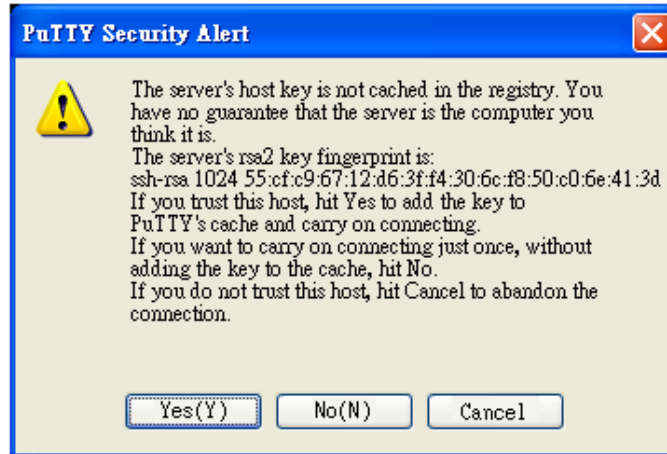 PuTTY Security Alert
The server's host key is not cached in the registry. You
have no guarantee that the server is the computer you
think it is.
The server's rsa2 key fingerprint is:
ssh-rsa 1024 55:cf:c9:67:12:d6:3f:f4:30:6c:f8:50:c0:6e:41:3d
If you trust this host, hit Yes to add the key to
PuTTY's cache and carry on connecting.
If you want to carry on connecting just once, without
adding the key to the cache, hit No.
If you do not trust this host, hit Cancel to abandon the
connection.
Yes(Y) No(N) Cancel